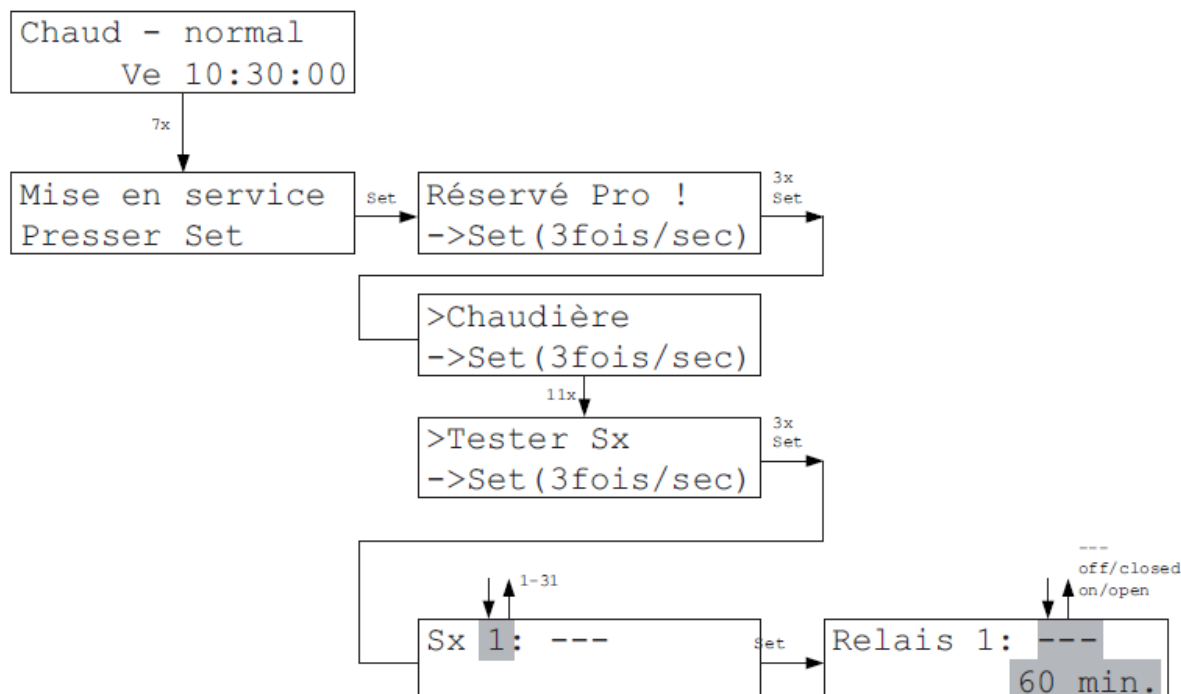 Chaud - normal
Ve 10:30:00
7x
Mise en service
Presser Set
Set
Réservé Pro !
->Set(3fois/sec)
3x
Set
>Chaudière
->Set(3fois/sec)
11x
>Tester Sx
->Set(3fois/sec)
3x
Set
1-31
Sx 1: ---
Set
---
off/closed
on/open
Relais 1: ---
60 min.